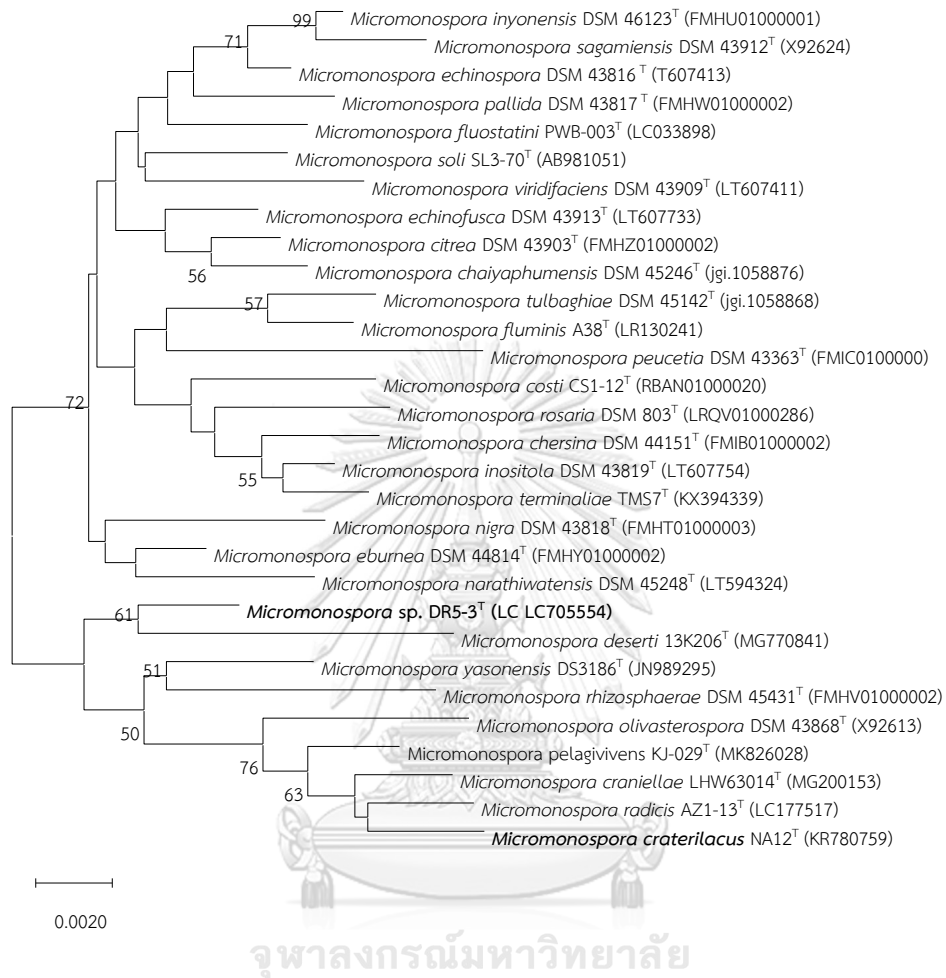 99 Micromonospora inyonensis DSM 46123ᵀ (FMHU01000001)
71 Micromonospora sagamiensis DSM 43912ᵀ (X92624)
Micromonospora echinospora DSM 43816 ᵀ (T607413)
Micromonospora pallida DSM 43817 ᵀ (FMHW01000002)
Micromonospora fluostatini PWB-003ᵀ (LC033898)
Micromonospora soli SL3-70ᵀ (AB981051)
Micromonospora viridifaciens DSM 43909ᵀ (LT607411)
Micromonospora echinofusca DSM 43913ᵀ (LT607733)
Micromonospora citrea DSM 43903ᵀ (FMHZ01000002)
56 Micromonospora chaiyaphumensis DSM 45246ᵀ (jgi.1058876)
57 Micromonospora tulbaghiae DSM 45142ᵀ (jgi.1058868)
Micromonospora fluminis A38ᵀ (LR130241)
Micromonospora peucetia DSM 43363ᵀ (FMIC0100000)
Micromonospora costi CS1-12ᵀ (RBAN01000020)
72 Micromonospora rosaria DSM 803ᵀ (LRQV01000286)
Micromonospora chersina DSM 44151ᵀ (FMIB01000002)
55 Micromonospora inositola DSM 43819ᵀ (LT607754)
Micromonospora terminaliae TMS7ᵀ (KX394339)
Micromonospora nigra DSM 43818ᵀ (FMHT01000003)
Micromonospora eburnea DSM 44814ᵀ (FMHY01000002)
Micromonospora narathiwatensis DSM 45248ᵀ (LT594324)
61 Micromonospora sp. DR5-3ᵀ (LC LC705554)
Micromonospora deserti 13K206ᵀ (MG770841)
51 Micromonospora yasonensis DS3186ᵀ (JN989295)
Micromonospora rhizosphaerae DSM 45431ᵀ (FMHV01000002)
50 Micromonospora olivasterospora DSM 43868ᵀ (X92613)
76 Micromonospora pelagivivens KJ-029ᵀ (MK826028)
63 Micromonospora craniellae LHW63014ᵀ (MG200153)
Micromonospora radicis AZ1-13ᵀ (LC177517)
Micromonospora craterilacus NA12ᵀ (KR780759)
0.0020
จุฬาลงกรณ์มหาวิทยาลัย